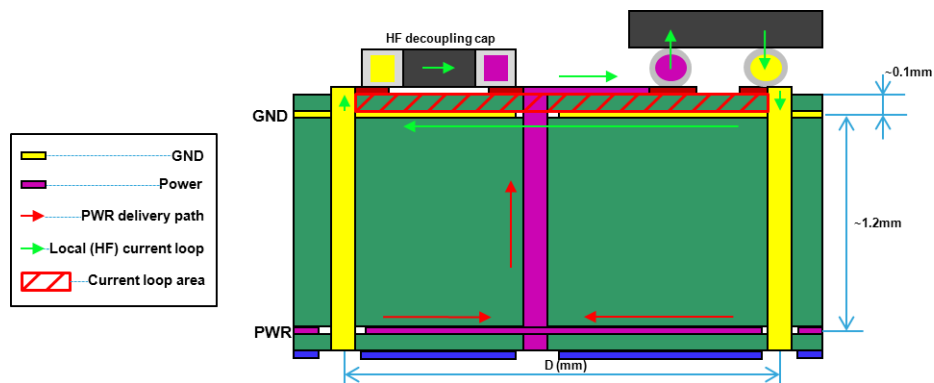 HF decoupling cap
~0.1mm
GND
GND
Power
PWR delivery path
Local (HF) current loop
Current loop area
~1.2mm
PWR
D (mm)